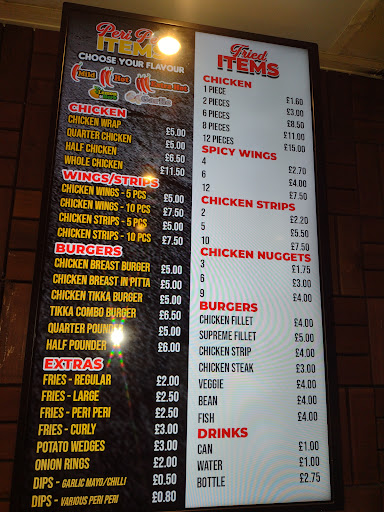 Peri Peri
ITEMS
CHOOSE YOUR FLAVOUR
Mild
Hot
Extra Hot
Garlic
CHICKEN
CHICKEN WRAP £5.00
QUARTER CHICKEN £5.00
HALF CHICKEN £6.50
WHOLE CHICKEN £11.50
WINGS/STRIPS
CHICKEN WINGS - 5 PCS £5.00
CHICKEN WINGS - 10 PCS £7.50
CHICKEN STRIPS - 5 PCS £5.00
CHICKEN STRIPS - 10 PCS £7.50
BURGERS
CHICKEN BREAST BURGER £5.00
CHICKEN BREAST IN PITTA £5.00
CHICKEN TIKKA BURGER £5.00
TIKKA COMBO BURGER £6.50
QUARTER POUNDER £5.00
HALF POUNDER £6.00
EXTRAS
FRIES - REGULAR £2.00
FRIES - LARGE £2.50
FRIES - PERI PERI £2.50
FRIES - CURLY £3.00
POTATO WEDGES £3.00
ONION RINGS £2.00
DIPS - GARLIC MAYO/CHILLI £0.50
DIPS - VARIOUS PERI PERI £0.80
Fried
ITEMS
CHICKEN
1 PIECE £1.60
2 PIECES £3.00
6 PIECES £8.50
8 PIECES £11.00
12 PIECES £15.00
SPICY WINGS
4 £2.70
6 £4.00
12 £7.50
CHICKEN STRIPS
2 £2.20
5 £5.50
10 £7.50
CHICKEN NUGGETS
3 £1.75
6 £3.00
9 £4.00
BURGERS
CHICKEN FILLET £4.00
SUPREME FILLET £5.00
CHICKEN STRIP £4.00
CHICKEN STEAK £3.00
VEGGIE £4.00
BEAN £4.00
FISH £4.00
DRINKS
CAN £1.00
WATER £1.00
BOTTLE £2.75